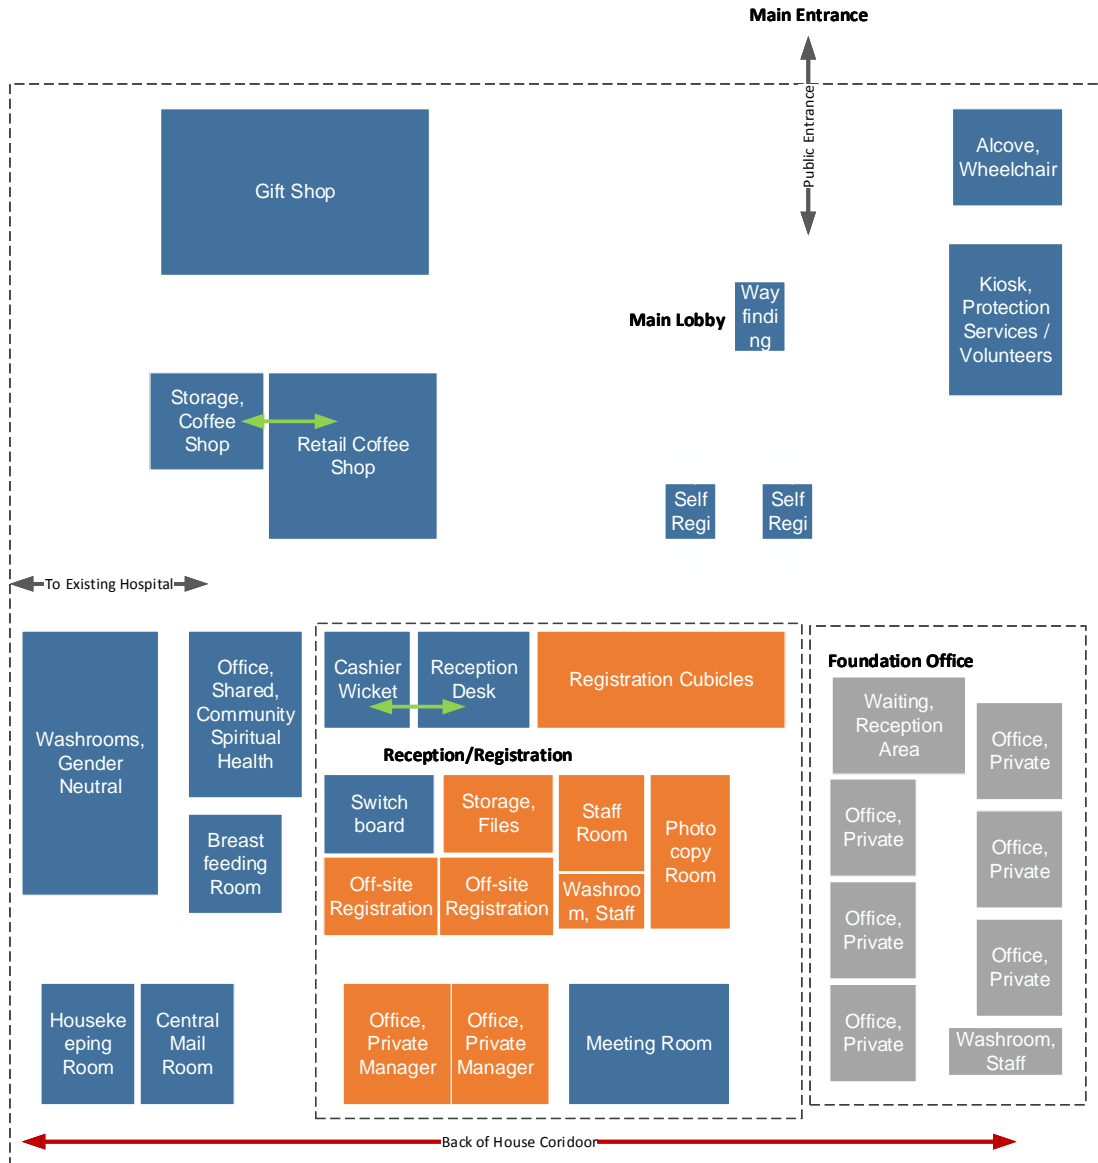 Main Entrance
Public Entrance
Gift Shop
Alcove,
Wheelchair
Kiosk,
Protection
Services /
Volunteers
Main Lobby
Way
findi
ng
Storage,
Coffee
Shop
Retail Coffee
Shop
Self
Regi
Self
Regi
To Existing Hospital
Washrooms,
Gender
Neutral
Office,
Shared,
Community
Spiritual
Health
Breast
feeding
Room
Houseke
eping
Room
Central
Mail
Room
Cashier
Wicket
Reception
Desk
Registration Cubicles
Reception/Registration
Switch
board
Storage,
Files
Staff
Room
Photo
copy
Room
Off-site
Registration
Off-site
Registration
Washroo
m, Staff
Office,
Private
Manager
Office,
Private
Manager
Meeting Room
Foundation Office
Waiting,
Reception
Area
Office,
Private
Office,
Private
Office,
Private
Office,
Private
Office,
Private
Office,
Private
Washroom,
Staff
Back of House Coridoor